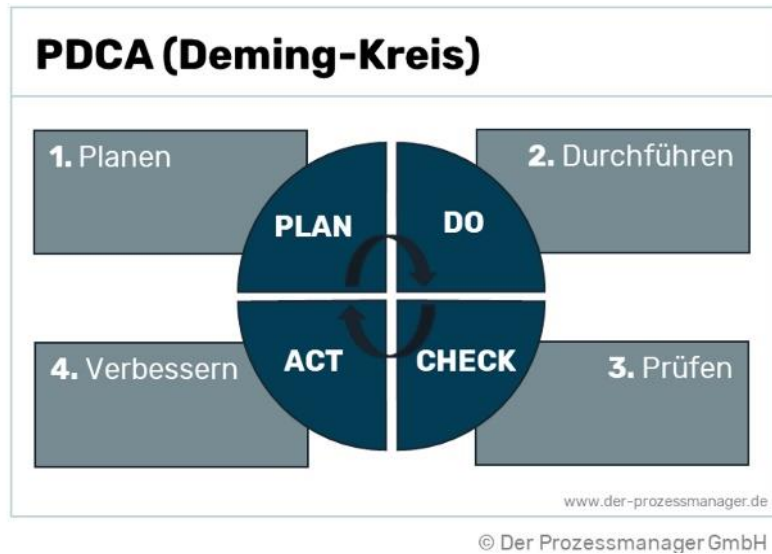 PDCA (Deming-Kreis)
1. Planen
2. Durchführen
PLAN
DO
ACT
CHECK
4. Verbessern
3. Prüfen
www.der-prozessmanager.de
© Der Prozessmanager GmbH